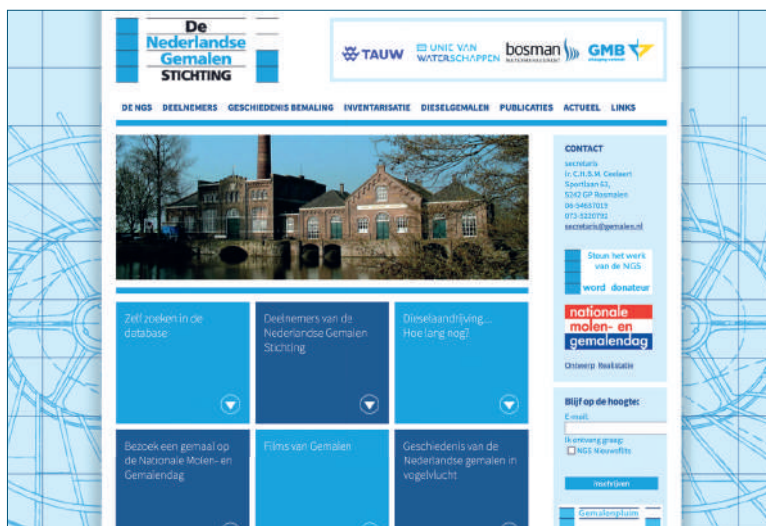 De
Nederlandse
Gemalen
STICHTING
TAUW
UNIE VAN
WATERSCHAPPEN
bosman
GMB
DE NGS DEELNEMERS GESCHIEDENIS BEMALING INVENTARISATIE DIESELGEMALEN PUBLICATIES ACTUEEL LINKS
CONTACT
secretaris
Ir. C.H.S.M. Ceelaert
Sportlaan 63,
5242 GP Rosmalen
06-54657019
073-5220792
secretaris@gemalen.nl
Steun het werk
van de NGS
word donateur
nationale
molen- en
gemalendag
Ontwerp Realisatie
Zelf zoeken in de
database
Deelnemers van de
Nederlandse Gemalen
Stichting
Dieselaandrijving...
Hoe lang nog?
Bezoek een gemaal op
de Nationale Molen- en
Gemalendag
Films van Gemalen
Geschiedenis van de
Nederlandse gemalen in
vogelvlucht
Blijf op de hoogte:
E-mail:
Ik ontvang graag:
NGS Nieuwsflits
Inschrijven
Gemalenpluim